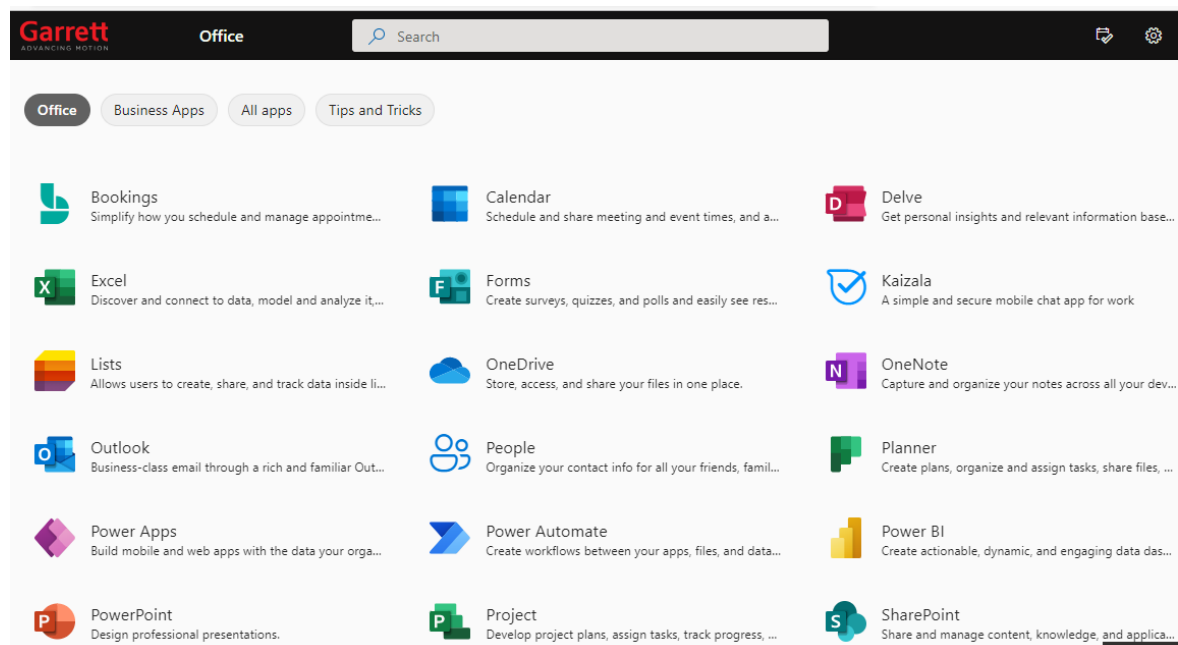 Garrett
ADVANCING MOTION
Office
Search
Office
Business Apps
All apps
Tips and Tricks
Bookings
Simplify how you schedule and manage appointme...
Calendar
Schedule and share meeting and event times, and a...
Delve
Get personal insights and relevant information base...
Excel
Discover and connect to data, model and analyze it,...
Forms
Create surveys, quizzes, and polls and easily see res...
Kaizala
A simple and secure mobile chat app for work
Lists
Allows users to create, share, and track data inside li...
OneDrive
Store, access, and share your files in one place.
OneNote
Capture and organize your notes across all your dev...
Outlook
Business-class email through a rich and familiar Out...
People
Organize your contact info for all your friends, famil...
Planner
Create plans, organize and assign tasks, share files, ...
Power Apps
Build mobile and web apps with the data your orga...
Power Automate
Create workflows between your apps, files, and data...
Power BI
Create actionable, dynamic, and engaging data das...
PowerPoint
Design professional presentations.
Project
Develop project plans, assign tasks, track progress, ...
SharePoint
Share and manage content, knowledge, and applica...